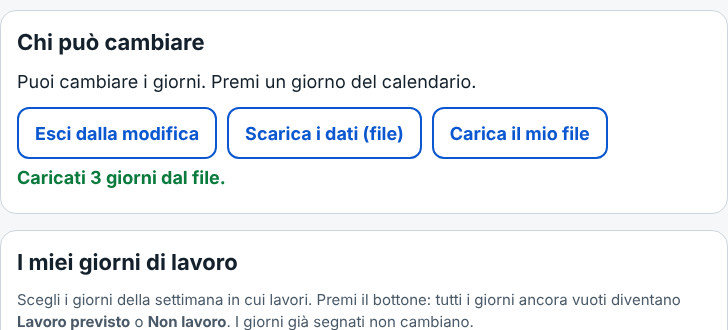 Chi può cambiare
Puoi cambiare i giorni. Premi un giorno del calendario.
Esci dalla modifica
Scarica i dati (file)
Carica il mio file
Caricati 3 giorni dal file.
I miei giorni di lavoro
Scegli i giorni della settimana in cui lavori. Premi il bottone: tutti i giorni ancora vuoti diventano
Lavoro previsto o Non lavoro. I giorni già segnati non cambiano.